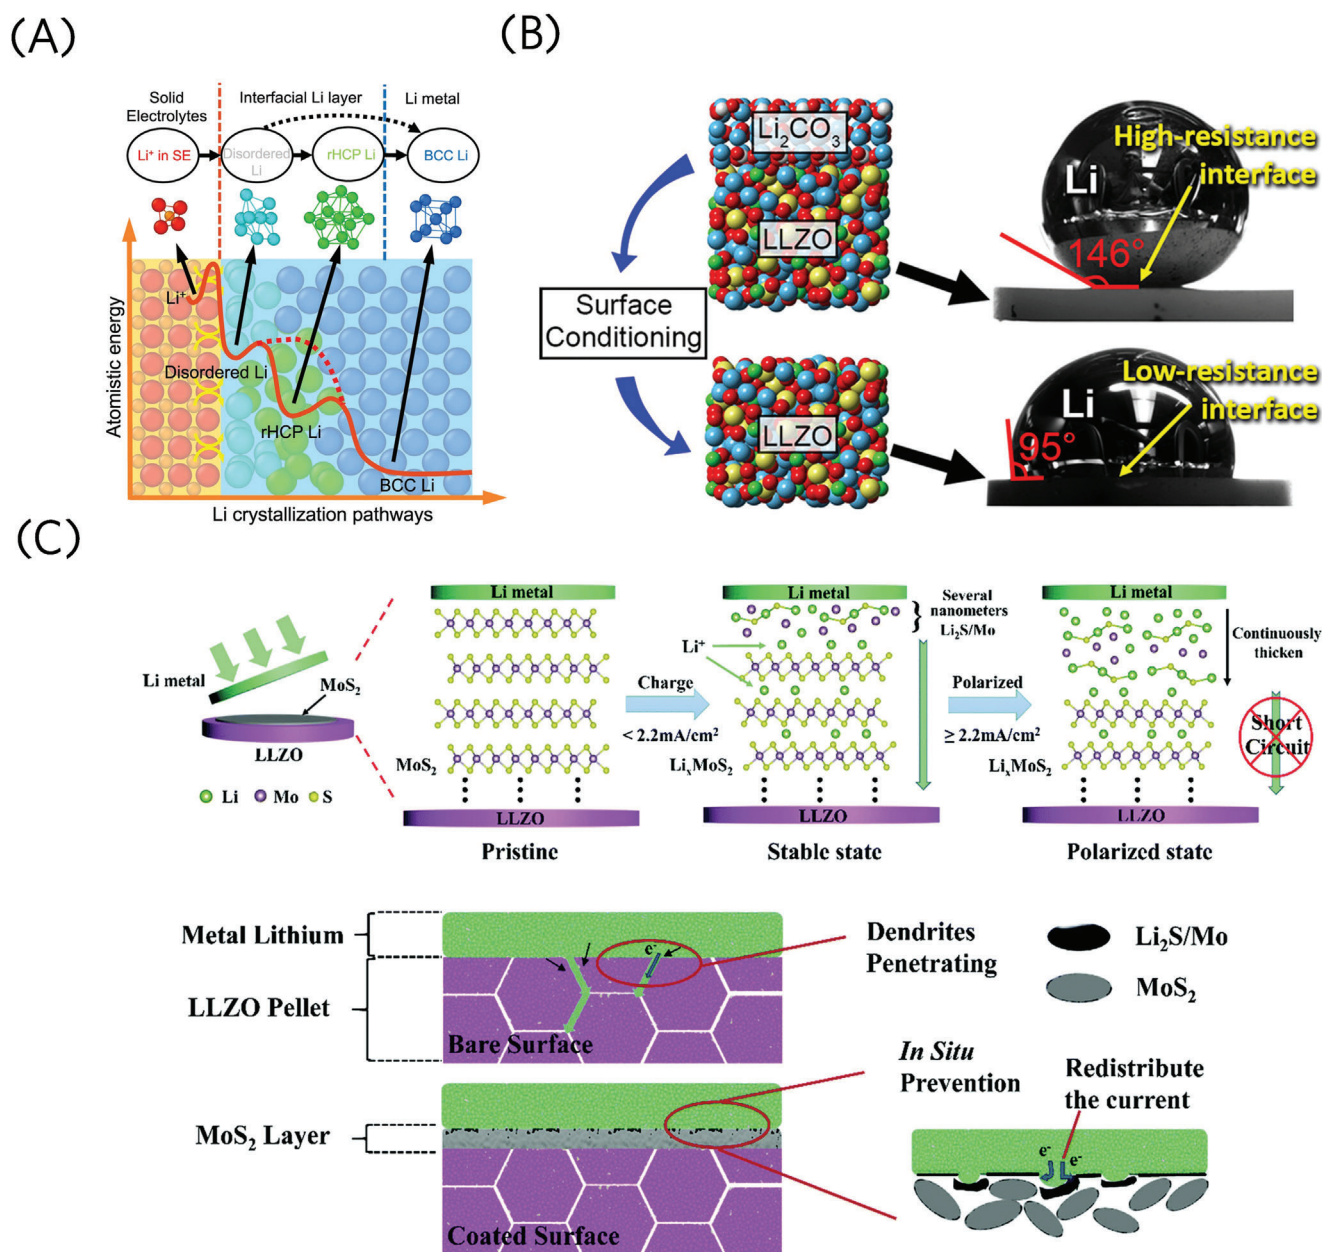 (A)
Solid
Electrolytes
Interfacial Li layer
Li metal
Li⁺ in SE
Disordered
Li
rHCP Li
BCC Li
Atomistic energy
Li⁺
Disordered Li
rHCP Li
BCC Li
Li crystallization pathways
(B)
Li₂CO₃
LLZO
Surface
Conditioning
LLZO
Li
High-resistance
interface
146°
Li
Low-resistance
interface
95°
(C)
Li metal
MoS₂
LLZO
Li Mo S
Li metal
MoS₂
LLZO
Pristine
Charge
< 2.2mA/cm²
Li metal
Several
nanometers
Li₂S/Mo
Li⁺
LiₓMoS₂
LLZO
Stable state
Polarized
≥ 2.2mA/cm²
Li metal
Continuously
thicken
Short
Circuit
LiₓMoS₂
LLZO
Polarized state
Metal Lithium
LLZO Pellet
e⁻
Bare Surface
Dendrites
Penetrating
Li₂S/Mo
MoS₂
MoS₂ Layer
Coated Surface
In Situ
Prevention
Redistribute
the current
e⁻
e⁻